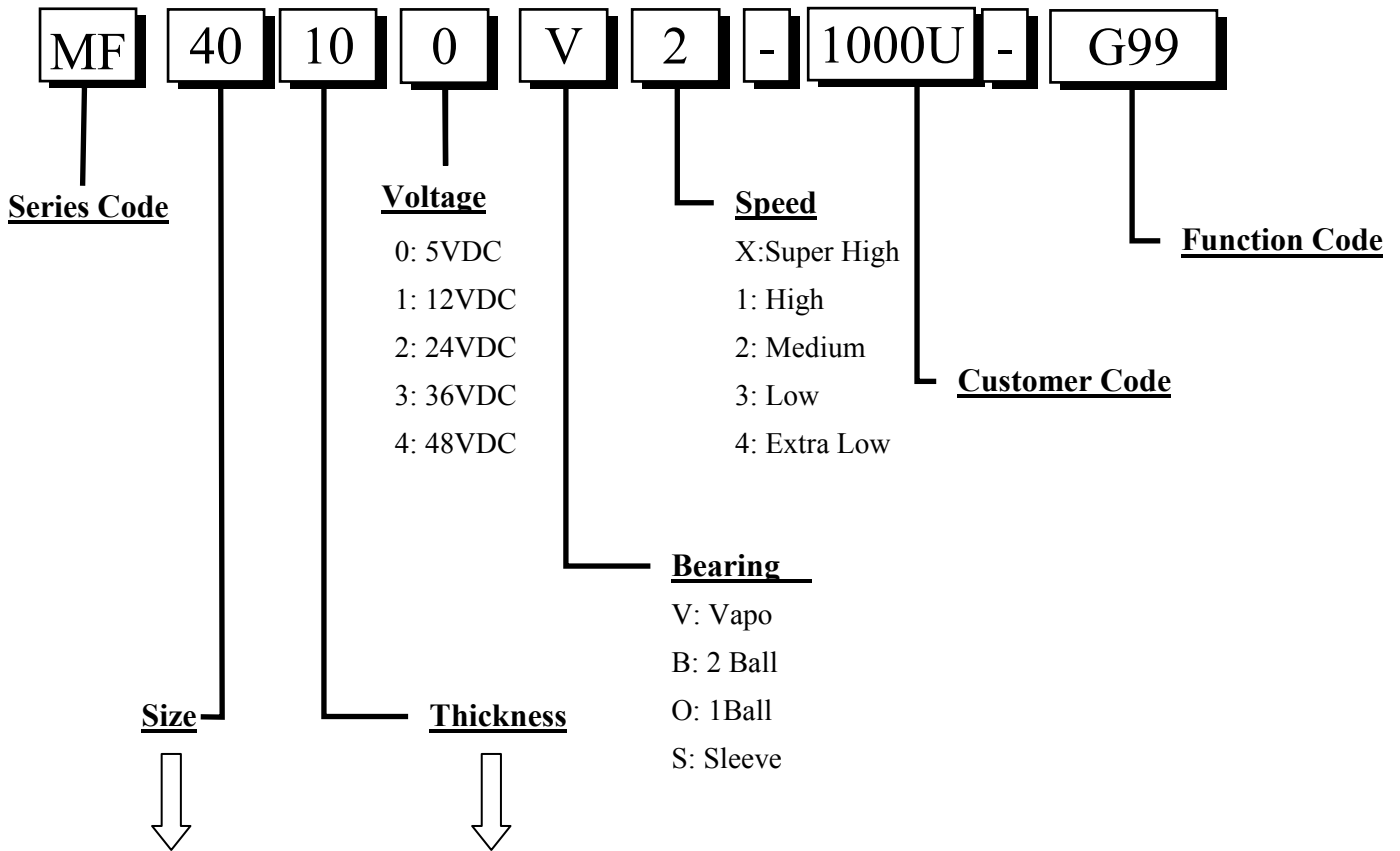 MF 40 10 0 V 2 - 1000U - G99
Series Code
Voltage
0: 5VDC
1: 12VDC
2: 24VDC
3: 36VDC
4: 48VDC
Speed
X:Super High
1: High
2: Medium
3: Low
4: Extra Low
Function Code
Customer Code
Bearing
V: Vapo
B: 2 Ball
O: 1Ball
S: Sleeve
Size
Thickness